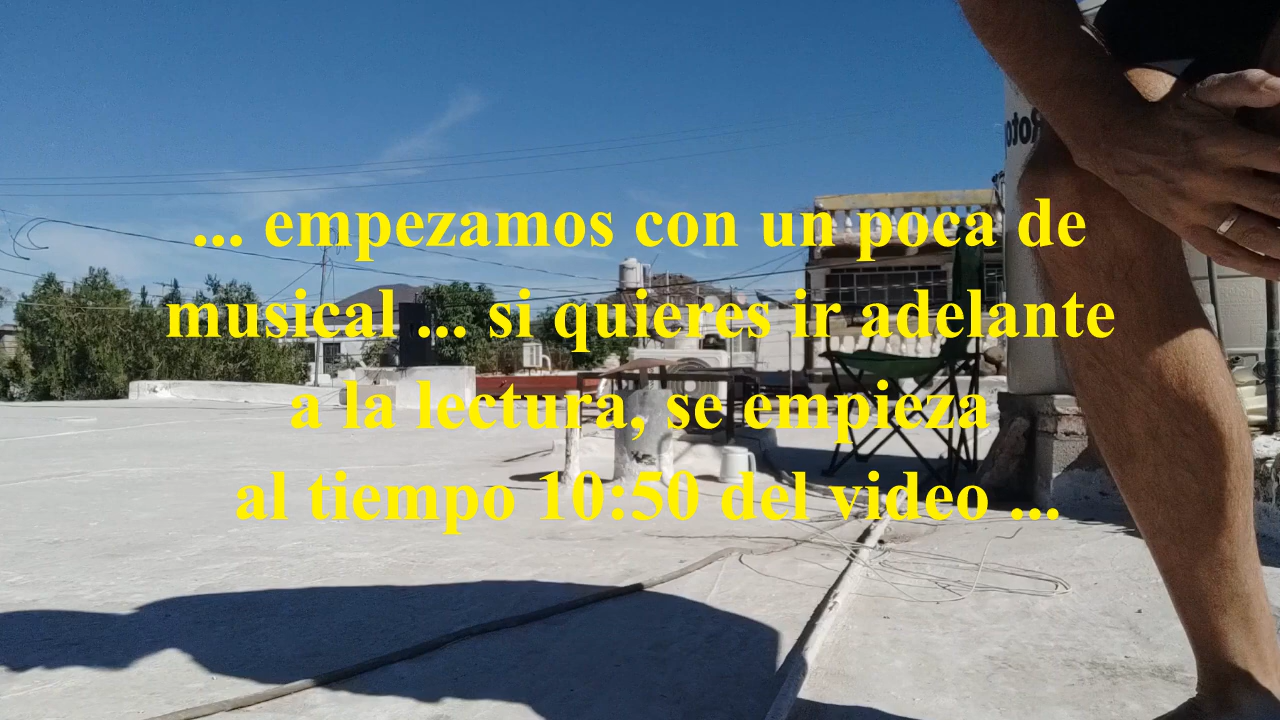 ... empezamos con un poca de
musical ... si quieres ir adelante
a la lectura, se empieza
al tiempo 10:50 del video ...
Roto